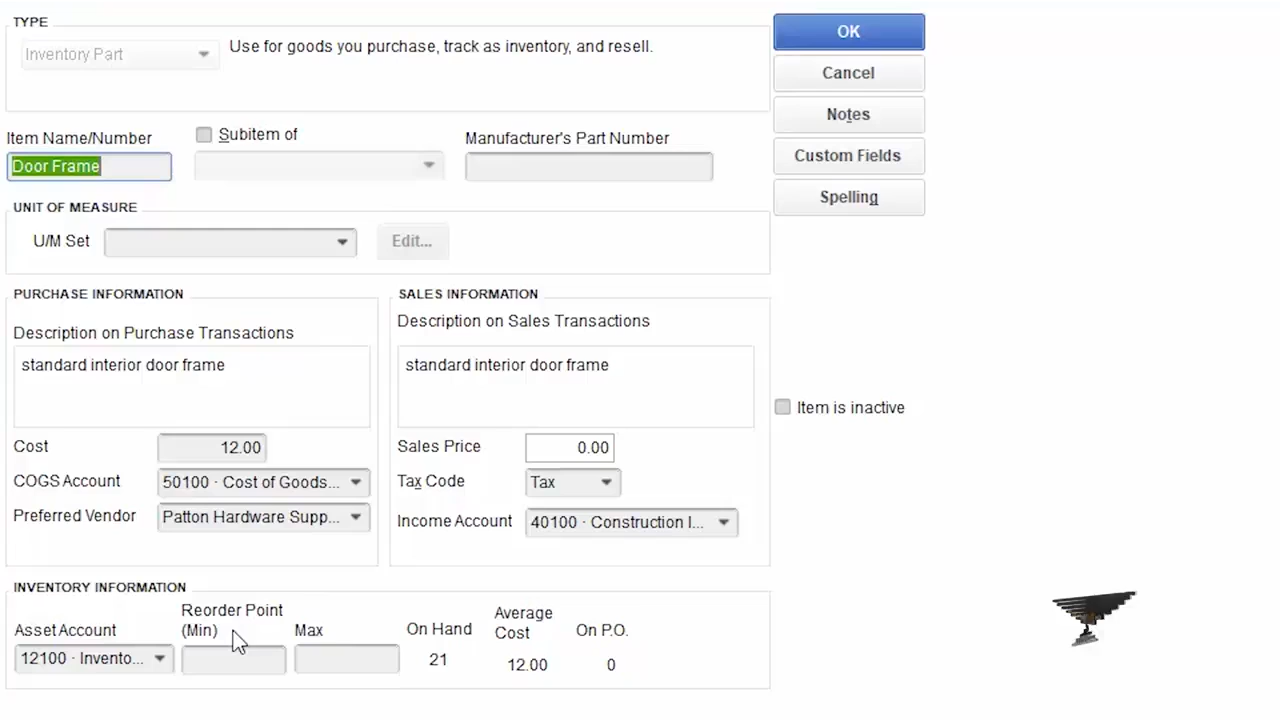 TYPE
Inventory Part
Use for goods you purchase, track as inventory, and resell.
OK
Cancel
Notes
Custom Fields
Spelling
Item Name/Number
Subitem of
Manufacturer's Part Number
Door Frame
UNIT OF MEASURE
U/M Set
Edit...
PURCHASE INFORMATION
Description on Purchase Transactions
standard interior door frame
Cost
12.00
COGS Account
50100 · Cost of Goods...
Preferred Vendor
Patton Hardware Supp...
SALES INFORMATION
Description on Sales Transactions
standard interior door frame
Sales Price
0.00
Tax Code
Tax
Income Account
40100 · Construction I...
Item is inactive
INVENTORY INFORMATION
Asset Account
12100 · Invento...
Reorder Point
(Min)
Max
On Hand
21
Average
Cost
12.00
On P.O.
0